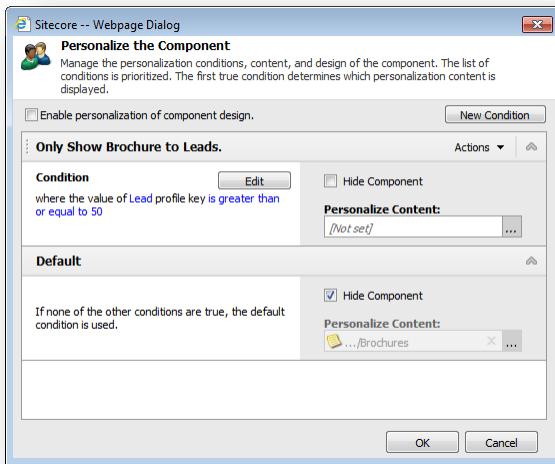 Sitecore -- Webpage Dialog
Personalize the Component
Manage the personalization conditions, content, and design of the component. The list of
conditions is prioritized. The first true condition determines which personalization content is
displayed.
Enable personalization of component design.
New Condition
Only Show Brochure to Leads.
Actions
Condition
Edit
where the value of Lead profile key is greater than
or equal to 50
Hide Component
Personalize Content:
[Not set]
...
Default
If none of the other conditions are true, the default
condition is used.
Hide Component
Personalize Content:
.../Brochures
...
OK
Cancel